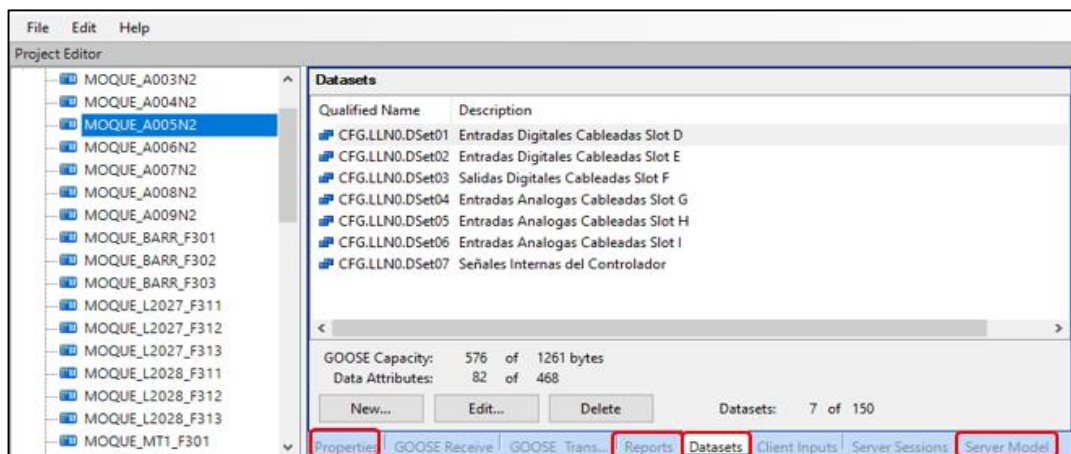 File Edit Help
Project Editor
MOQUE_A003N2
MOQUE_A004N2
MOQUE_A005N2
MOQUE_A006N2
MOQUE_A007N2
MOQUE_A008N2
MOQUE_A009N2
MOQUE_BARR_F301
MOQUE_BARR_F302
MOQUE_BARR_F303
MOQUE_L2027_F311
MOQUE_L2027_F312
MOQUE_L2027_F313
MOQUE_L2028_F311
MOQUE_L2028_F312
MOQUE_L2028_F313
MOQUE_MT1_F301
Datasets
Qualified Name Description
CFG.LLN0.DSet01 Entradas Digitales Cableadas Slot D
CFG.LLN0.DSet02 Entradas Digitales Cableadas Slot E
CFG.LLN0.DSet03 Salidas Digitales Cableadas Slot F
CFG.LLN0.DSet04 Entradas Analogas Cableadas Slot G
CFG.LLN0.DSet05 Entradas Analogas Cableadas Slot H
CFG.LLN0.DSet06 Entradas Analogas Cableadas Slot I
CFG.LLN0.DSet07 Señales Internas del Controlador
GOOSE Capacity: 576 of 1261 bytes
Data Attributes: 82 of 468
New... Edit... Delete Datasets: 7 of 150
Properties GOOSE Receive GOOSE Trans... Reports Datasets Client Inputs Server Sessions Server Model